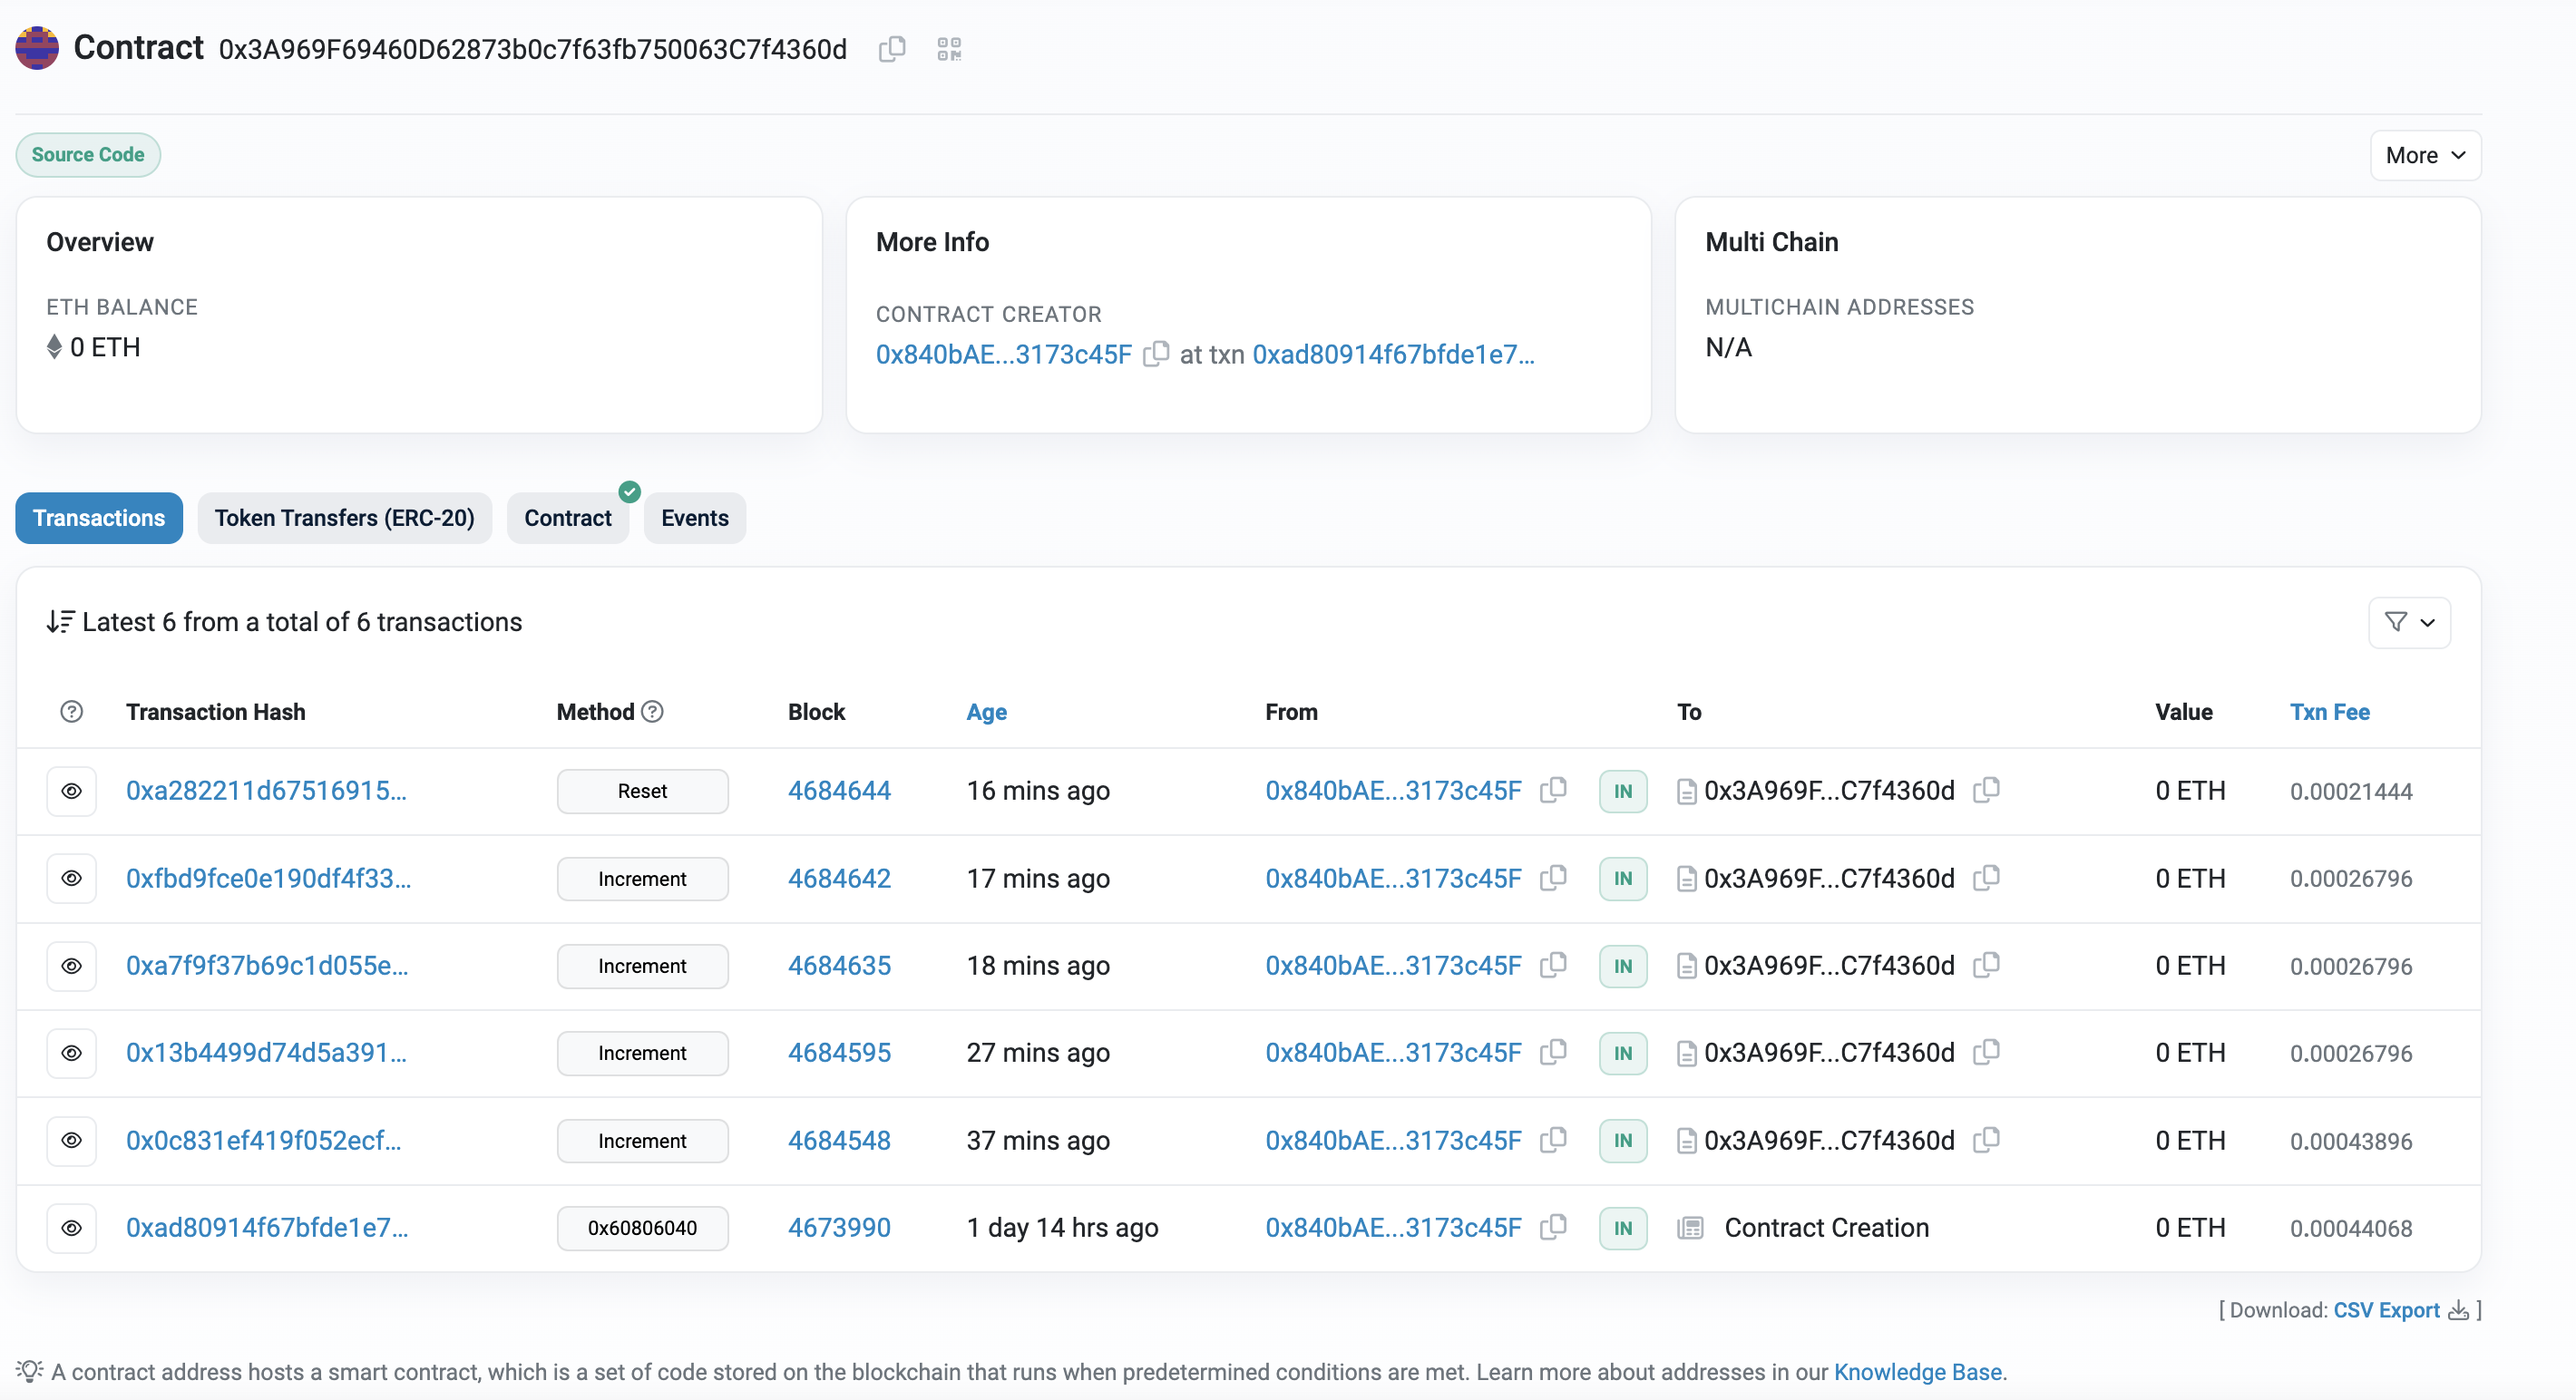 Contract 0x3A969F69460D62873b0c7f63fb750063C7f4360d
Source Code
More
Overview
ETH BALANCE
0 ETH
More Info
CONTRACT CREATOR
0x840bAE...3173c45F at txn 0xad80914f67bfde1e7...
Multi Chain
MULTICHAIN ADDRESSES
N/A
Transactions Token Transfers (ERC-20) Contract Events
Latest 6 from a total of 6 transactions
Transaction Hash Method Block Age From To Value Txn Fee
0xa282211d67516915... Reset 4684644 16 mins ago 0x840bAE...3173c45F IN 0x3A969F...C7f4360d 0 ETH 0.00021444
0xfbd9fce0e190df4f33... Increment 4684642 17 mins ago 0x840bAE...3173c45F IN 0x3A969F...C7f4360d 0 ETH 0.00026796
0xa7f9f37b69c1d055e... Increment 4684635 18 mins ago 0x840bAE...3173c45F IN 0x3A969F...C7f4360d 0 ETH 0.00026796
0x13b4499d74d5a391... Increment 4684595 27 mins ago 0x840bAE...3173c45F IN 0x3A969F...C7f4360d 0 ETH 0.00026796
0x0c831ef419f052ecf... Increment 4684548 37 mins ago 0x840bAE...3173c45F IN 0x3A969F...C7f4360d 0 ETH 0.00043896
0xad80914f67bfde1e7... 0x60806040 4673990 1 day 14 hrs ago 0x840bAE...3173c45F IN Contract Creation 0 ETH 0.00044068
[ Download: CSV Export ]
A contract address hosts a smart contract, which is a set of code stored on the blockchain that runs when predetermined conditions are met. Learn more about addresses in our Knowledge Base.